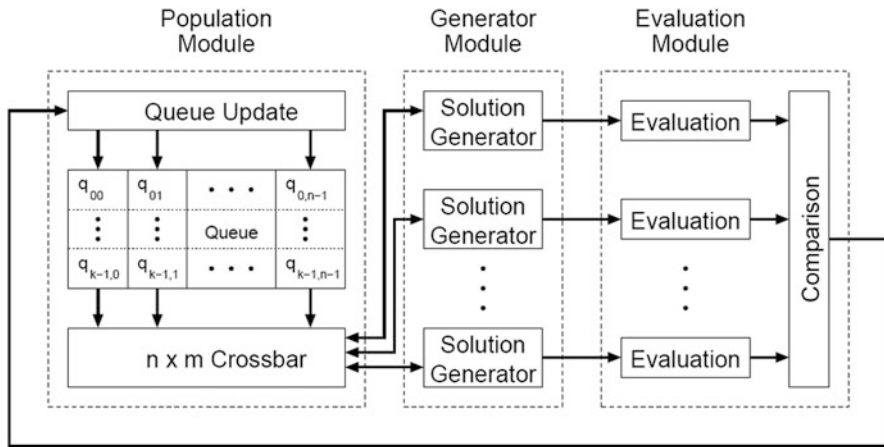 Population
Module
Generator
Module
Evaluation
Module
Queue Update
q00 q01 • • • q0,n−1
Queue
qk−1,0 qk−1,1 • • • qk−1,n−1
n x m Crossbar
Solution
Generator
Solution
Generator
Solution
Generator
Evaluation
Evaluation
Evaluation
Comparison